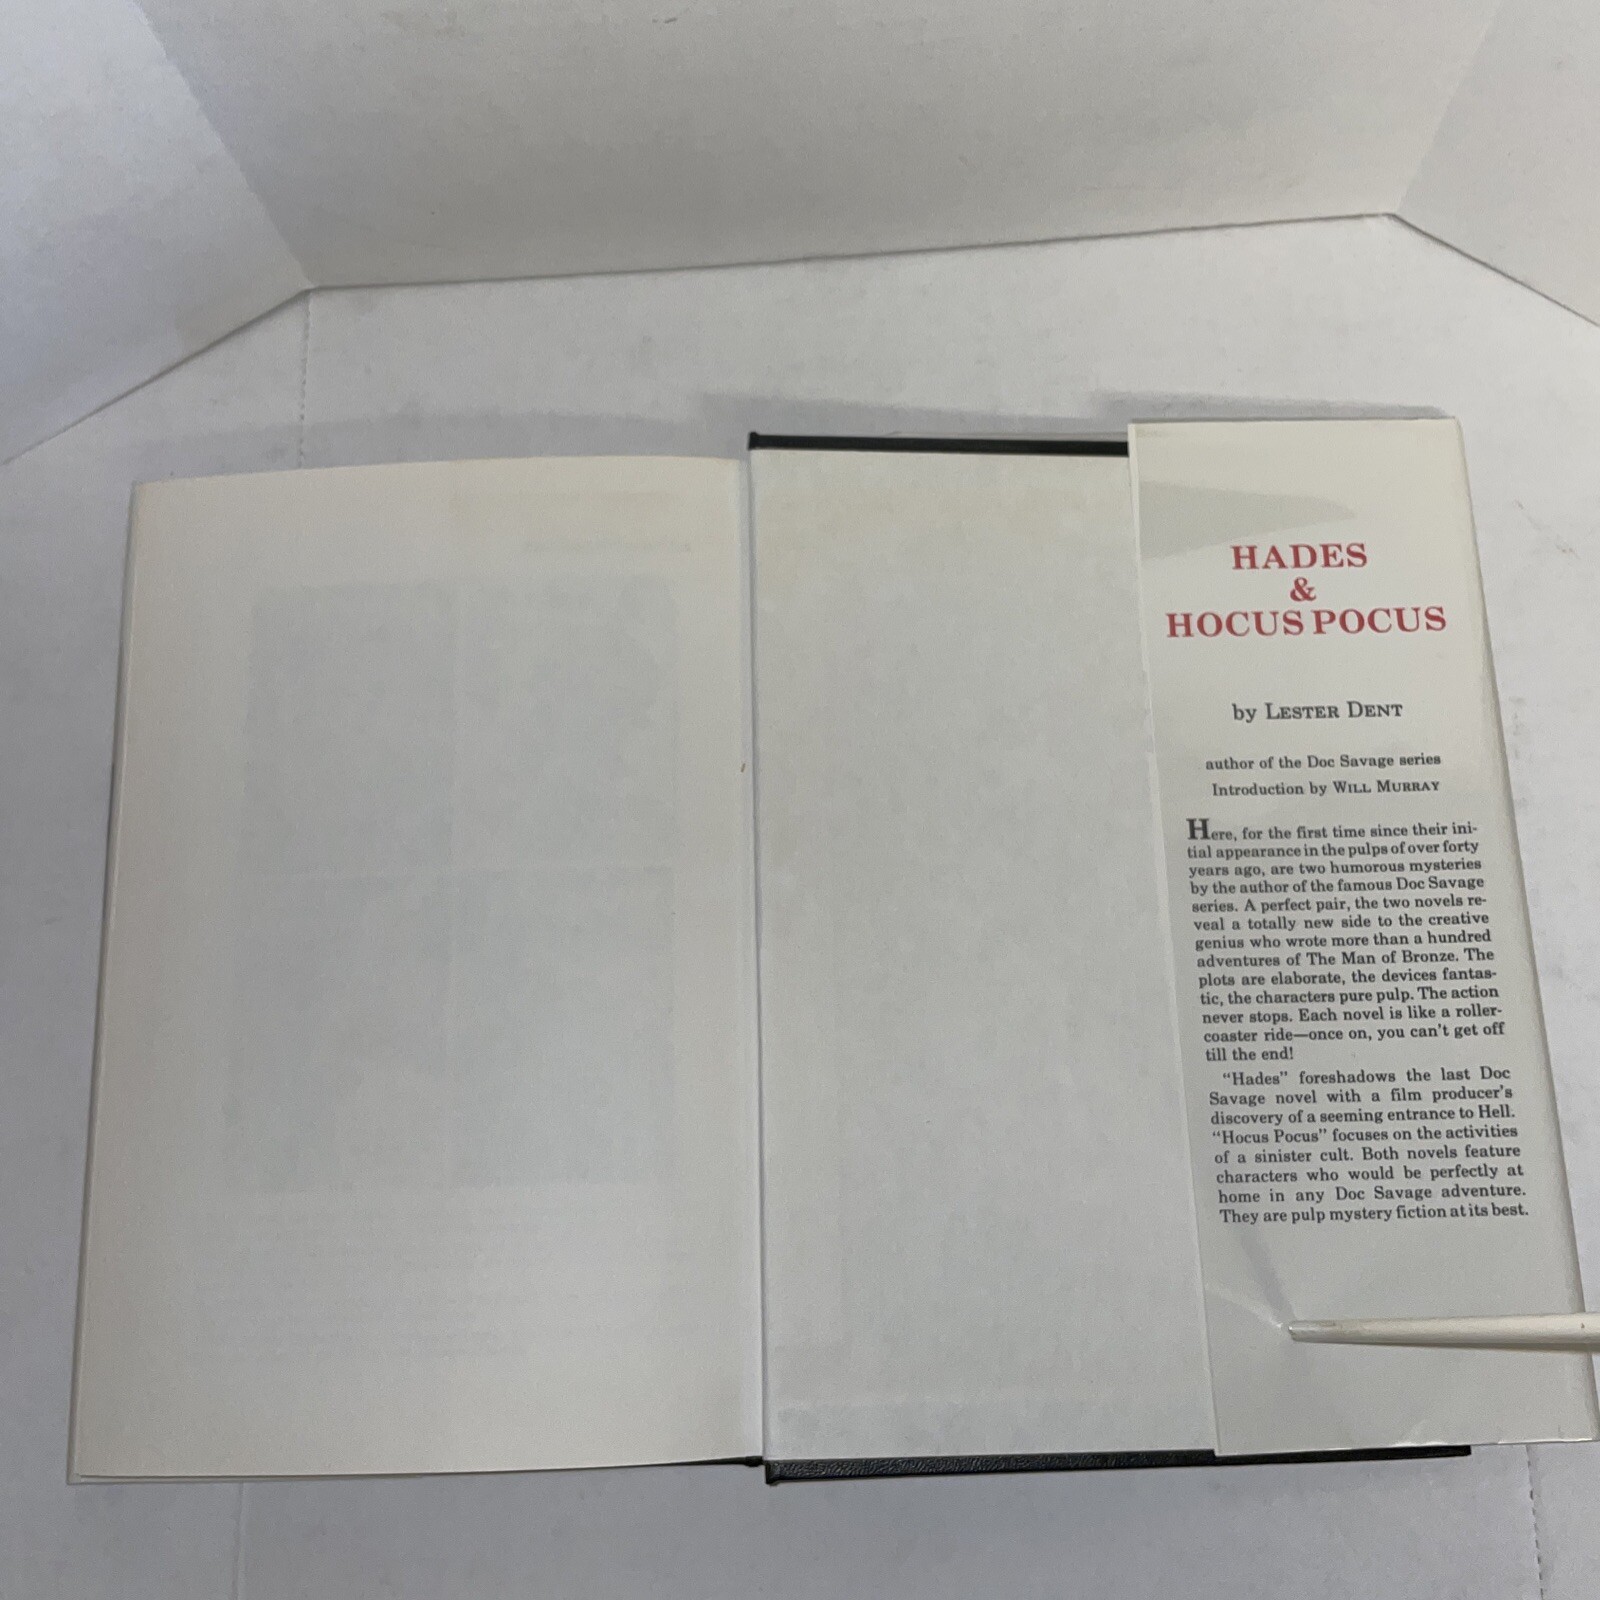 HADES
&
HOCUS POCUS
by LESTER DENT
author of the Doc Savage series
Introduction by WILL MURRAY
Here, for the first time since their ini-
tial appearance in the pulps of over forty
years ago, are two humorous mysteries
by the author of the famous Doc Savage
series. A perfect pair, the two novels re-
veal a totally new side to the creative
genius who wrote more than a hundred
adventures of The Man of Bronze. The
plots are elaborate, the devices fantas-
tic, the characters pure pulp. The action
never stops. Each novel is like a roller-
coaster ride—once on, you can't get off
till the end!
"Hades" foreshadows the last Doc
Savage novel with a film producer's
discovery of a seeming entrance to Hell.
"Hocus Pocus" focuses on the activities
of a sinister cult. Both novels feature
characters who would be perfectly at
home in any Doc Savage adventure.
They are pulp mystery fiction at its best.